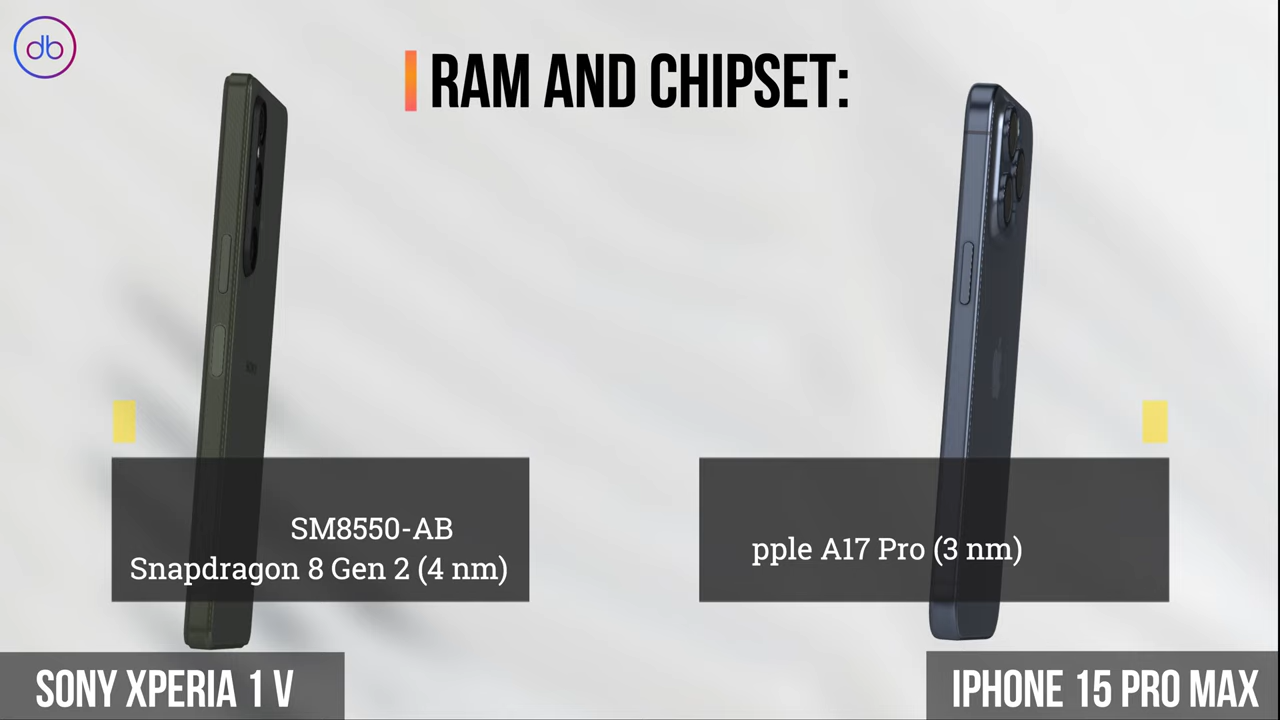 db
RAM AND CHIPSET:
SM8550-AB
Snapdragon 8 Gen 2 (4 nm)
pple A17 Pro (3 nm)
SONY XPERIA 1 V
IPHONE 15 PRO MAX